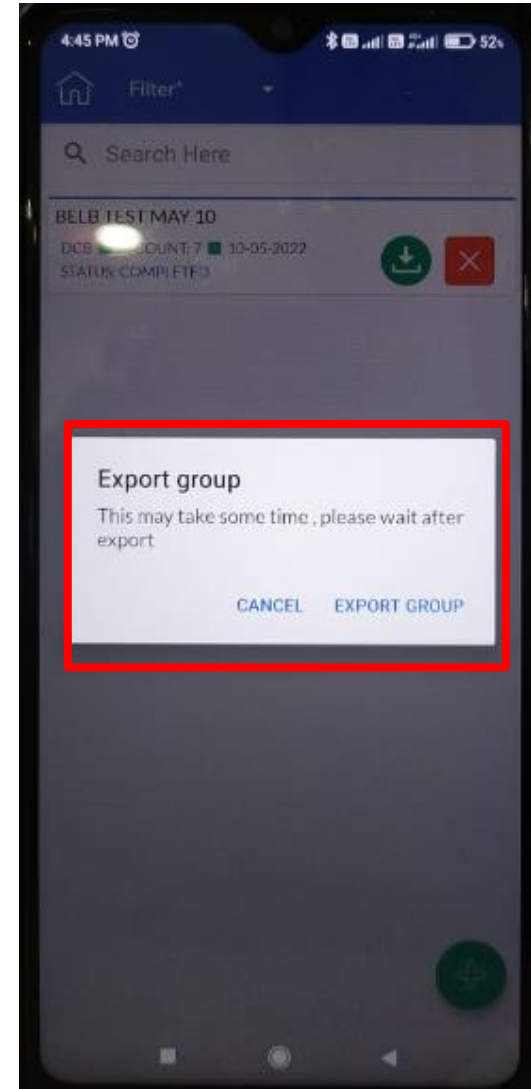 4:45 PM 52%
Filter*
Search Here
BELB TEST MAY 10
DCB COUNT: 7 10-05-2022
STATUS: COMPLETED
Export group
This may take some time , please wait after
export
CANCEL EXPORT GROUP